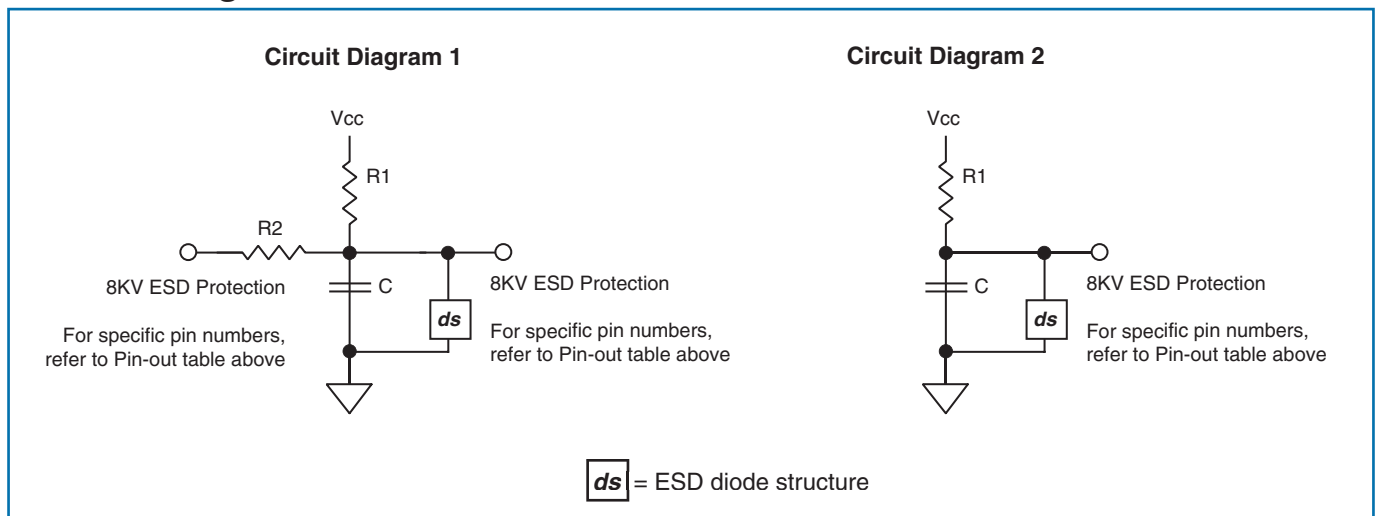 Circuit Diagram 1
Vcc
R1
R2
8KV ESD Protection
C
8KV ESD Protection
ds
For specific pin numbers,
refer to Pin-out table above
For specific pin numbers,
refer to Pin-out table above
Circuit Diagram 2
Vcc
R1
C
8KV ESD Protection
ds
For specific pin numbers,
refer to Pin-out table above
ds = ESD diode structure